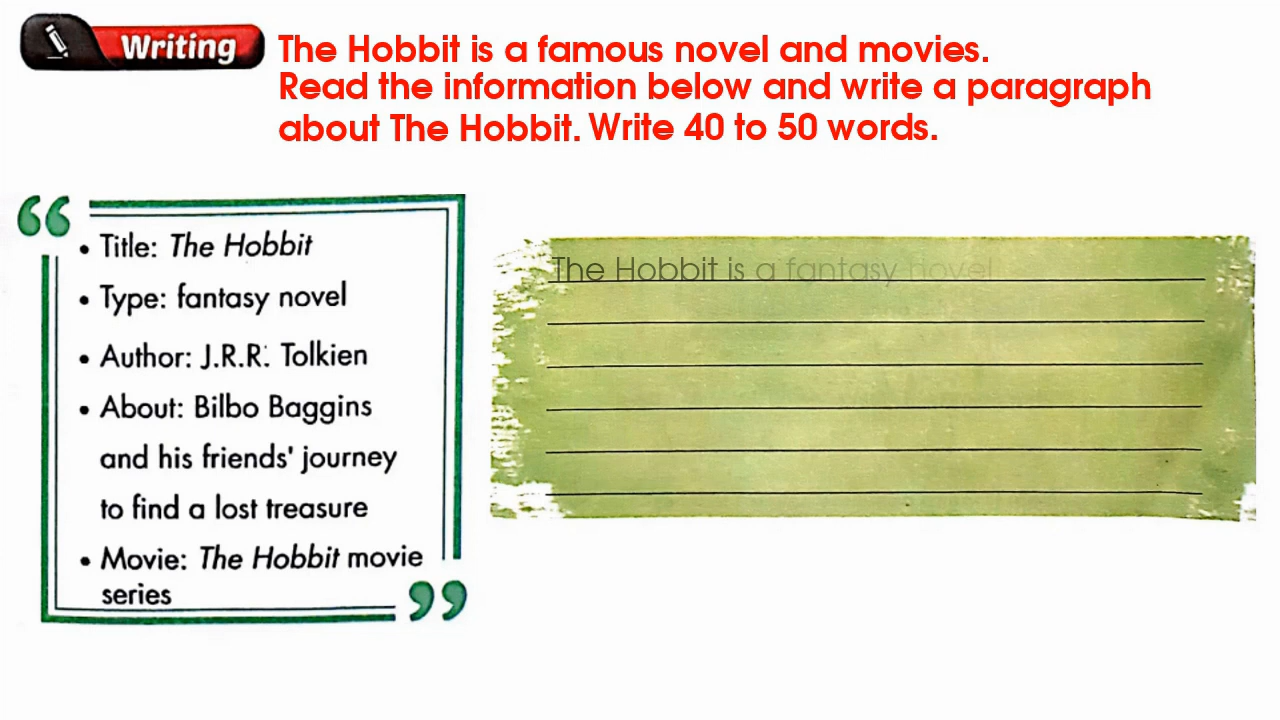 Writing
The Hobbit is a famous novel and movies.
Read the information below and write a paragraph
about The Hobbit. Write 40 to 50 words.
• Title: The Hobbit
• Type: fantasy novel
• Author: J.R.R. Tolkien
• About: Bilbo Baggins
and his friends' journey
to find a lost treasure
• Movie: The Hobbit movie
series
The Hobbit is a fantasy novel